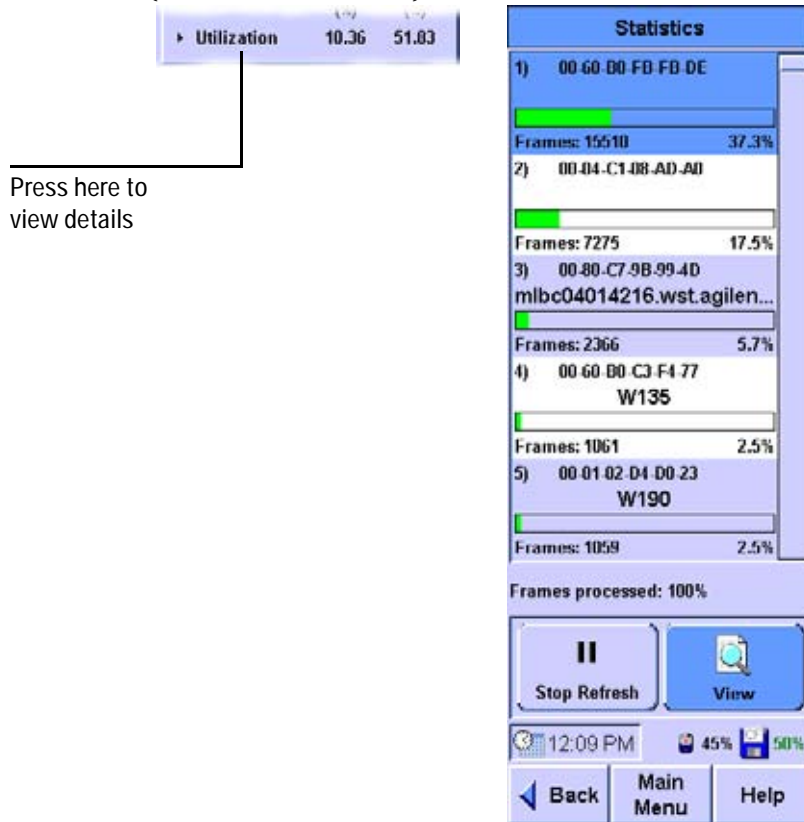 (%) (%)
Utilization 10.36 51.03
Press here to
view details
Statistics
1) 00-60-B0-FB-FB-DE
Frames: 15510 37.3%
2) 00-04-C1-08-AD-A0
Frames: 7275 17.5%
3) 00-80-C7-9B-99-4D
mlbc04014216.wst.agilen...
Frames: 2366 5.7%
4) 00-60-B0-C3-F4-77
W135
Frames: 1061 2.5%
5) 00-01-02-D4-D0-23
W190
Frames: 1059 2.5%
Frames processed: 100%
Stop Refresh View
12:09 PM 45% 50%
Back Main Menu Help